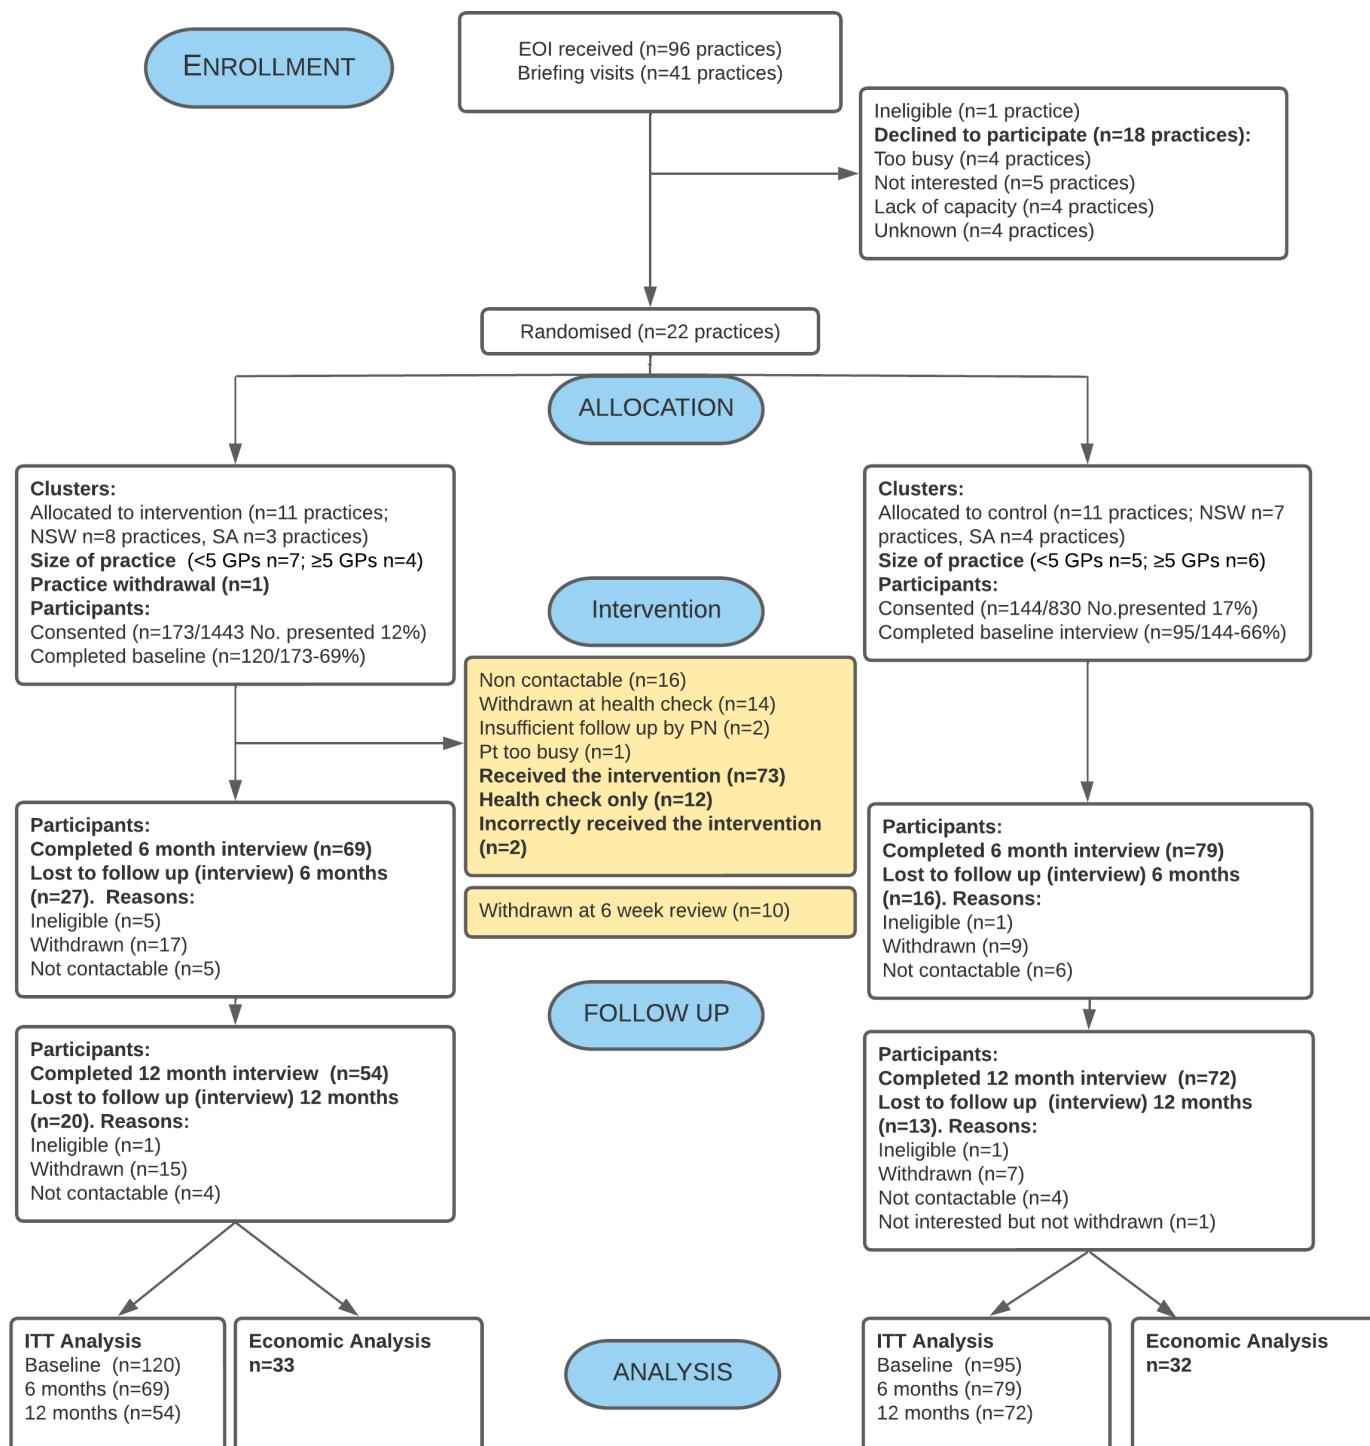 ENROLLMENT
EOI received (n=96 practices)
Briefing visits (n=41 practices)
Ineligible (n=1 practice)
Declined to participate (n=18 practices):
Too busy (n=4 practices)
Not interested (n=5 practices)
Lack of capacity (n=4 practices)
Unknown (n=4 practices)
Randomised (n=22 practices)
ALLOCATION
Clusters:
Allocated to intervention (n=11 practices;
NSW n=8 practices, SA n=3 practices)
Size of practice (<5 GPs n=7; ≥5 GPs n=4)
Practice withdrawal (n=1)
Participants:
Consented (n=173/1443 No. presented 12%)
Completed baseline (n=120/173-69%)
Clusters:
Allocated to control (n=11 practices; NSW n=7
practices, SA n=4 practices)
Size of practice (<5 GPs n=5; ≥5 GPs n=6)
Participants:
Consented (n=144/830 No.presented 17%)
Completed baseline interview (n=95/144-66%)
Intervention
Non contactable (n=16)
Withdrawn at health check (n=14)
Insufficient follow up by PN (n=2)
Pt too busy (n=1)
Received the intervention (n=73)
Health check only (n=12)
Incorrectly received the intervention
(n=2)
Withdrawn at 6 week review (n=10)
Participants:
Completed 6 month interview (n=69)
Lost to follow up (interview) 6 months
(n=27). Reasons:
Ineligible (n=5)
Withdrawn (n=17)
Not contactable (n=5)
Participants:
Completed 6 month interview (n=79)
Lost to follow up (interview) 6 months
(n=16). Reasons:
Ineligible (n=1)
Withdrawn (n=9)
Not contactable (n=6)
FOLLOW UP
Participants:
Completed 12 month interview (n=54)
Lost to follow up (interview) 12 months
(n=20). Reasons:
Ineligible (n=1)
Withdrawn (n=15)
Not contactable (n=4)
Participants:
Completed 12 month interview (n=72)
Lost to follow up (interview) 12 months
(n=13). Reasons:
Ineligible (n=1)
Withdrawn (n=7)
Not contactable (n=4)
Not interested but not withdrawn (n=1)
ITT Analysis
Baseline (n=120)
6 months (n=69)
12 months (n=54)
Economic Analysis
n=33
ANALYSIS
ITT Analysis
Baseline (n=95)
6 months (n=79)
12 months (n=72)
Economic Analysis
n=32